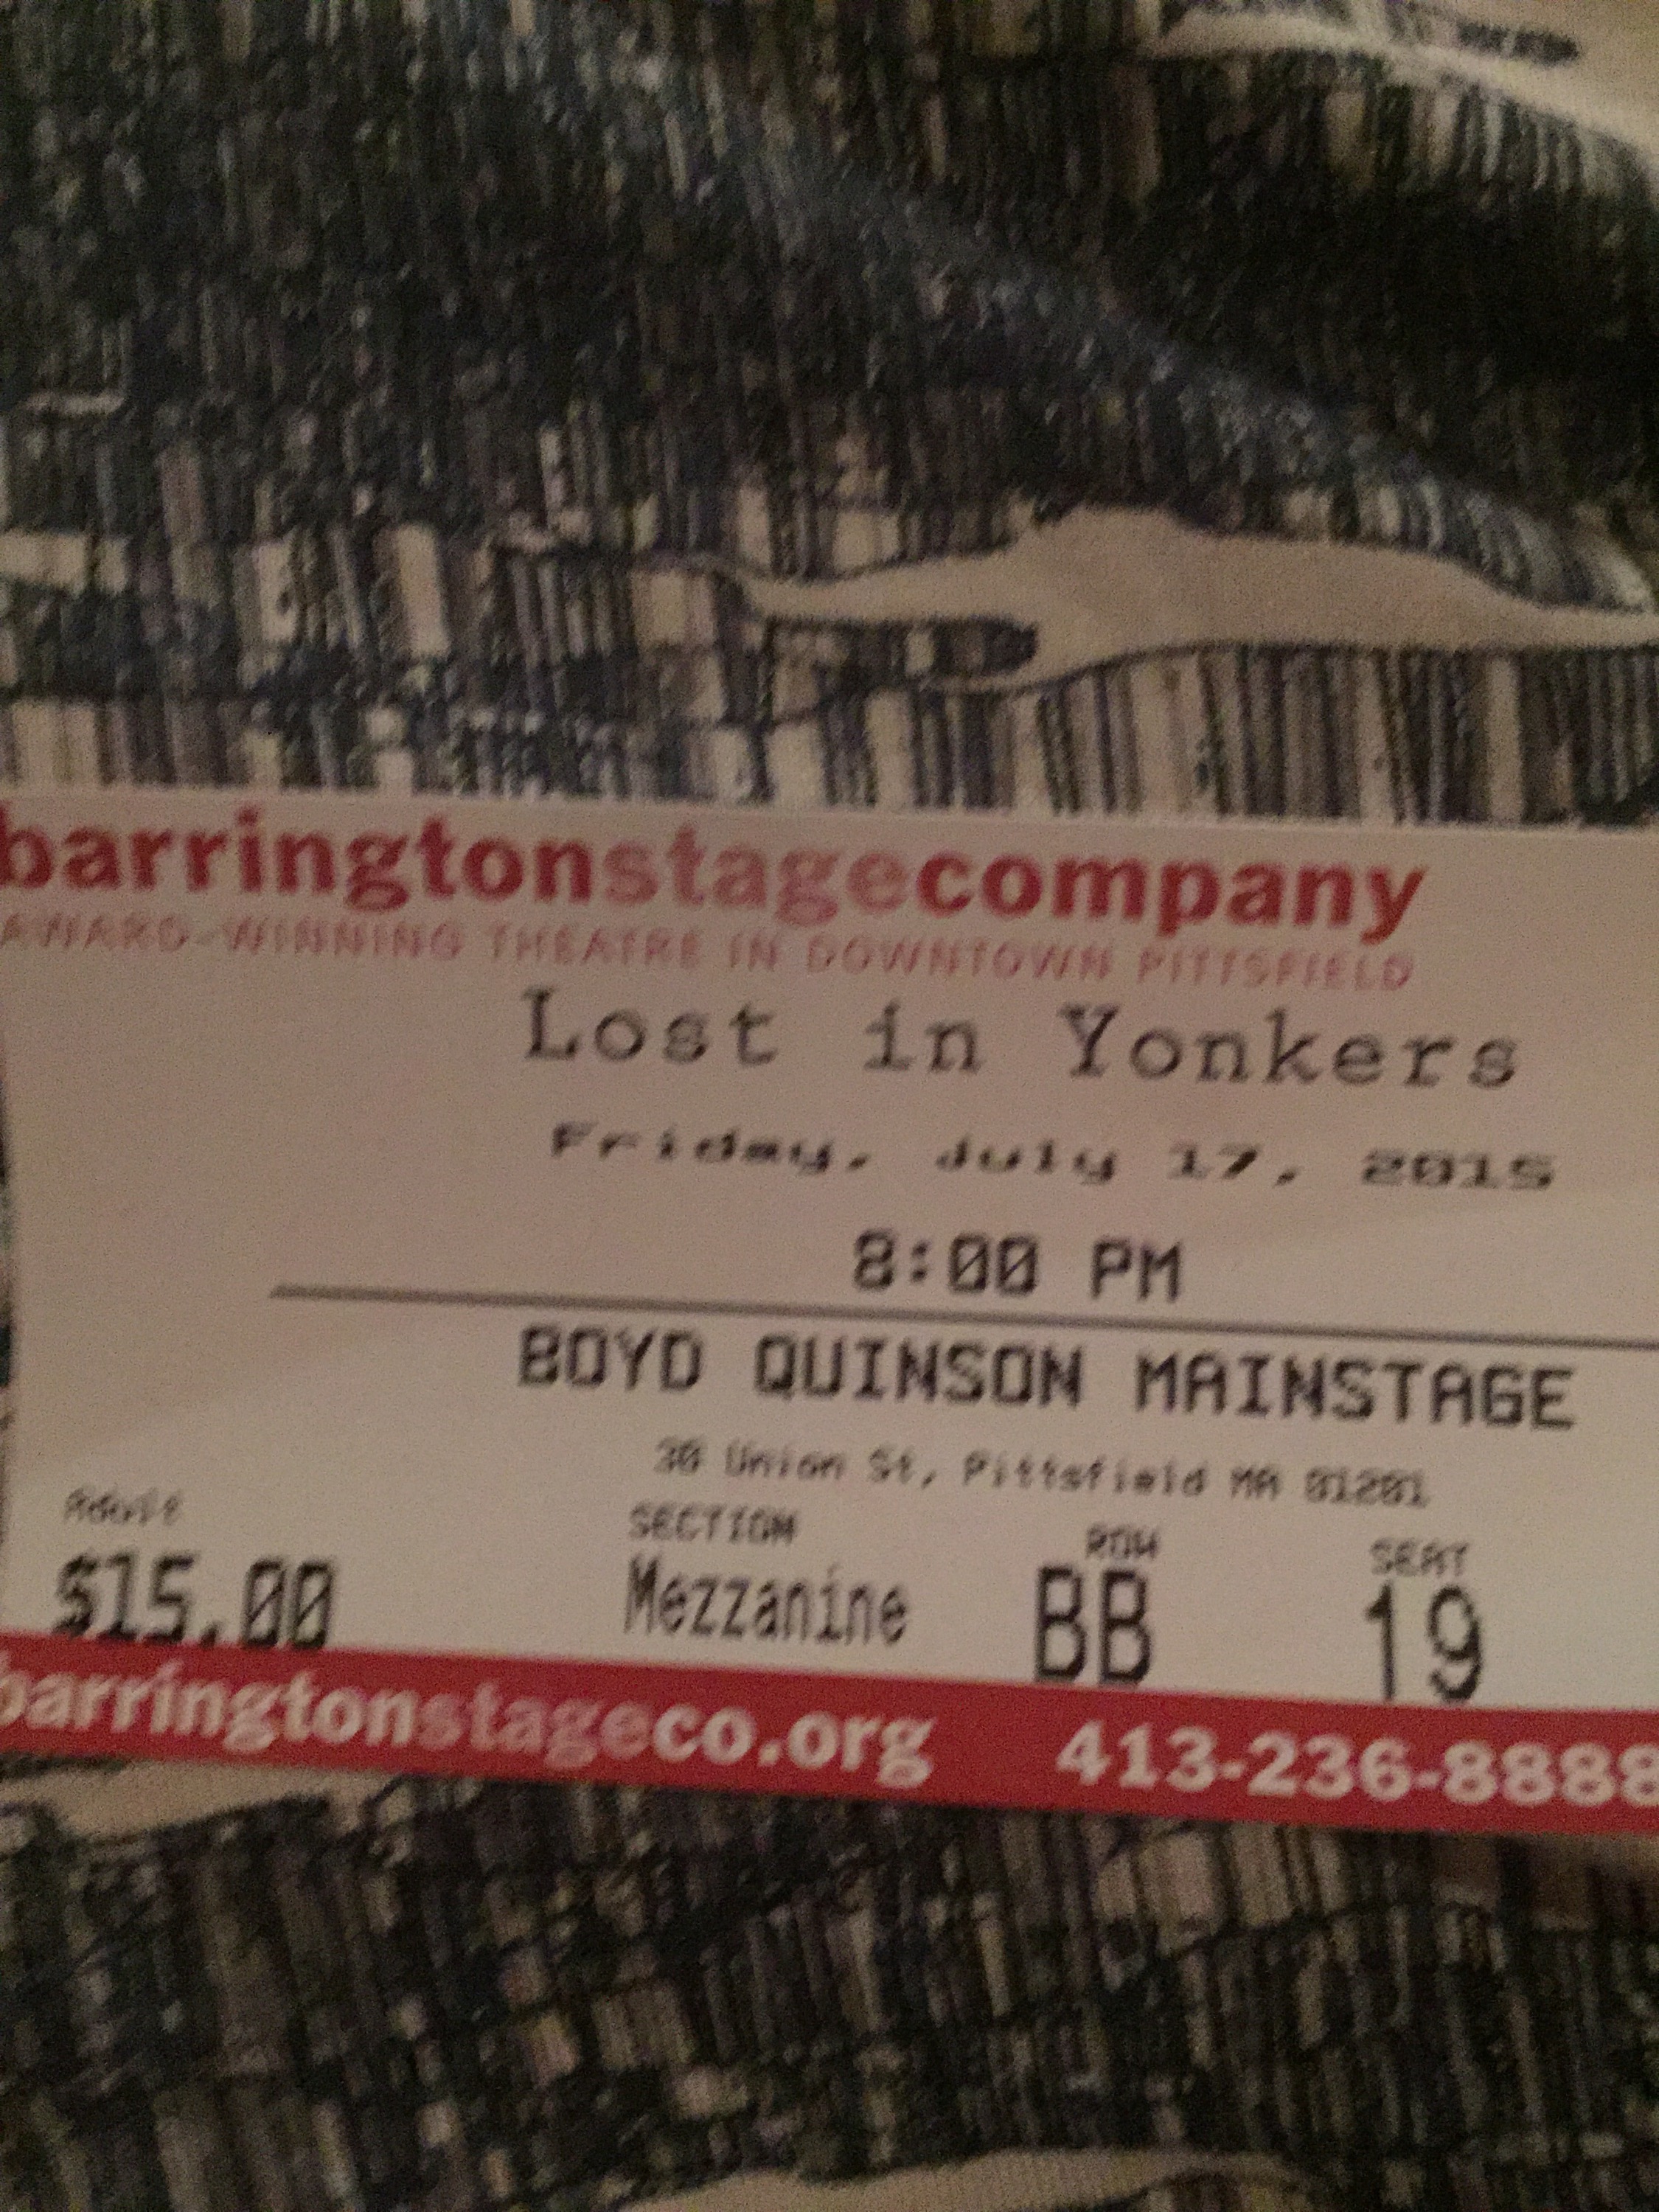 barringtonstagecompany
AWARD-WINNING THEATRE IN DOWNTOWN PITTSFIELD
Lost in Yonkers
Friday, July 17, 2015
8:00 PM
BOYD QUINSON MAINSTAGE
30 Union St, Pittsfield MA 01201
Adult SECTION ROW SEAT
$15.00 Mezzanine BB 19
barringtonstageco.org 413-236-8888